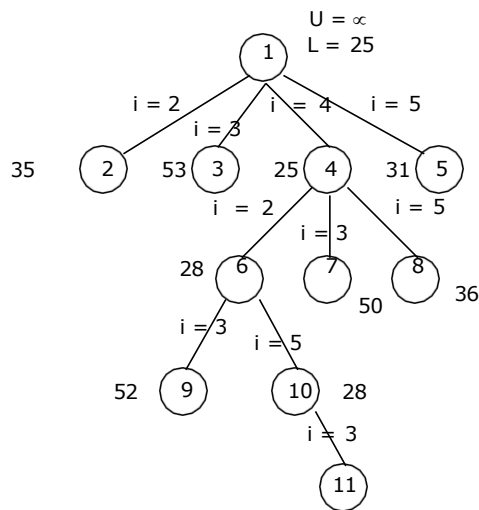 U = ∝
L = 25
1
i = 2
i = 3
i = 4
i = 5
35
2
53
3
25
4
31
5
i = 2
i = 3
i = 5
28
6
7
8
50
36
i = 3
i = 5
52
9
10
28
i = 3
11